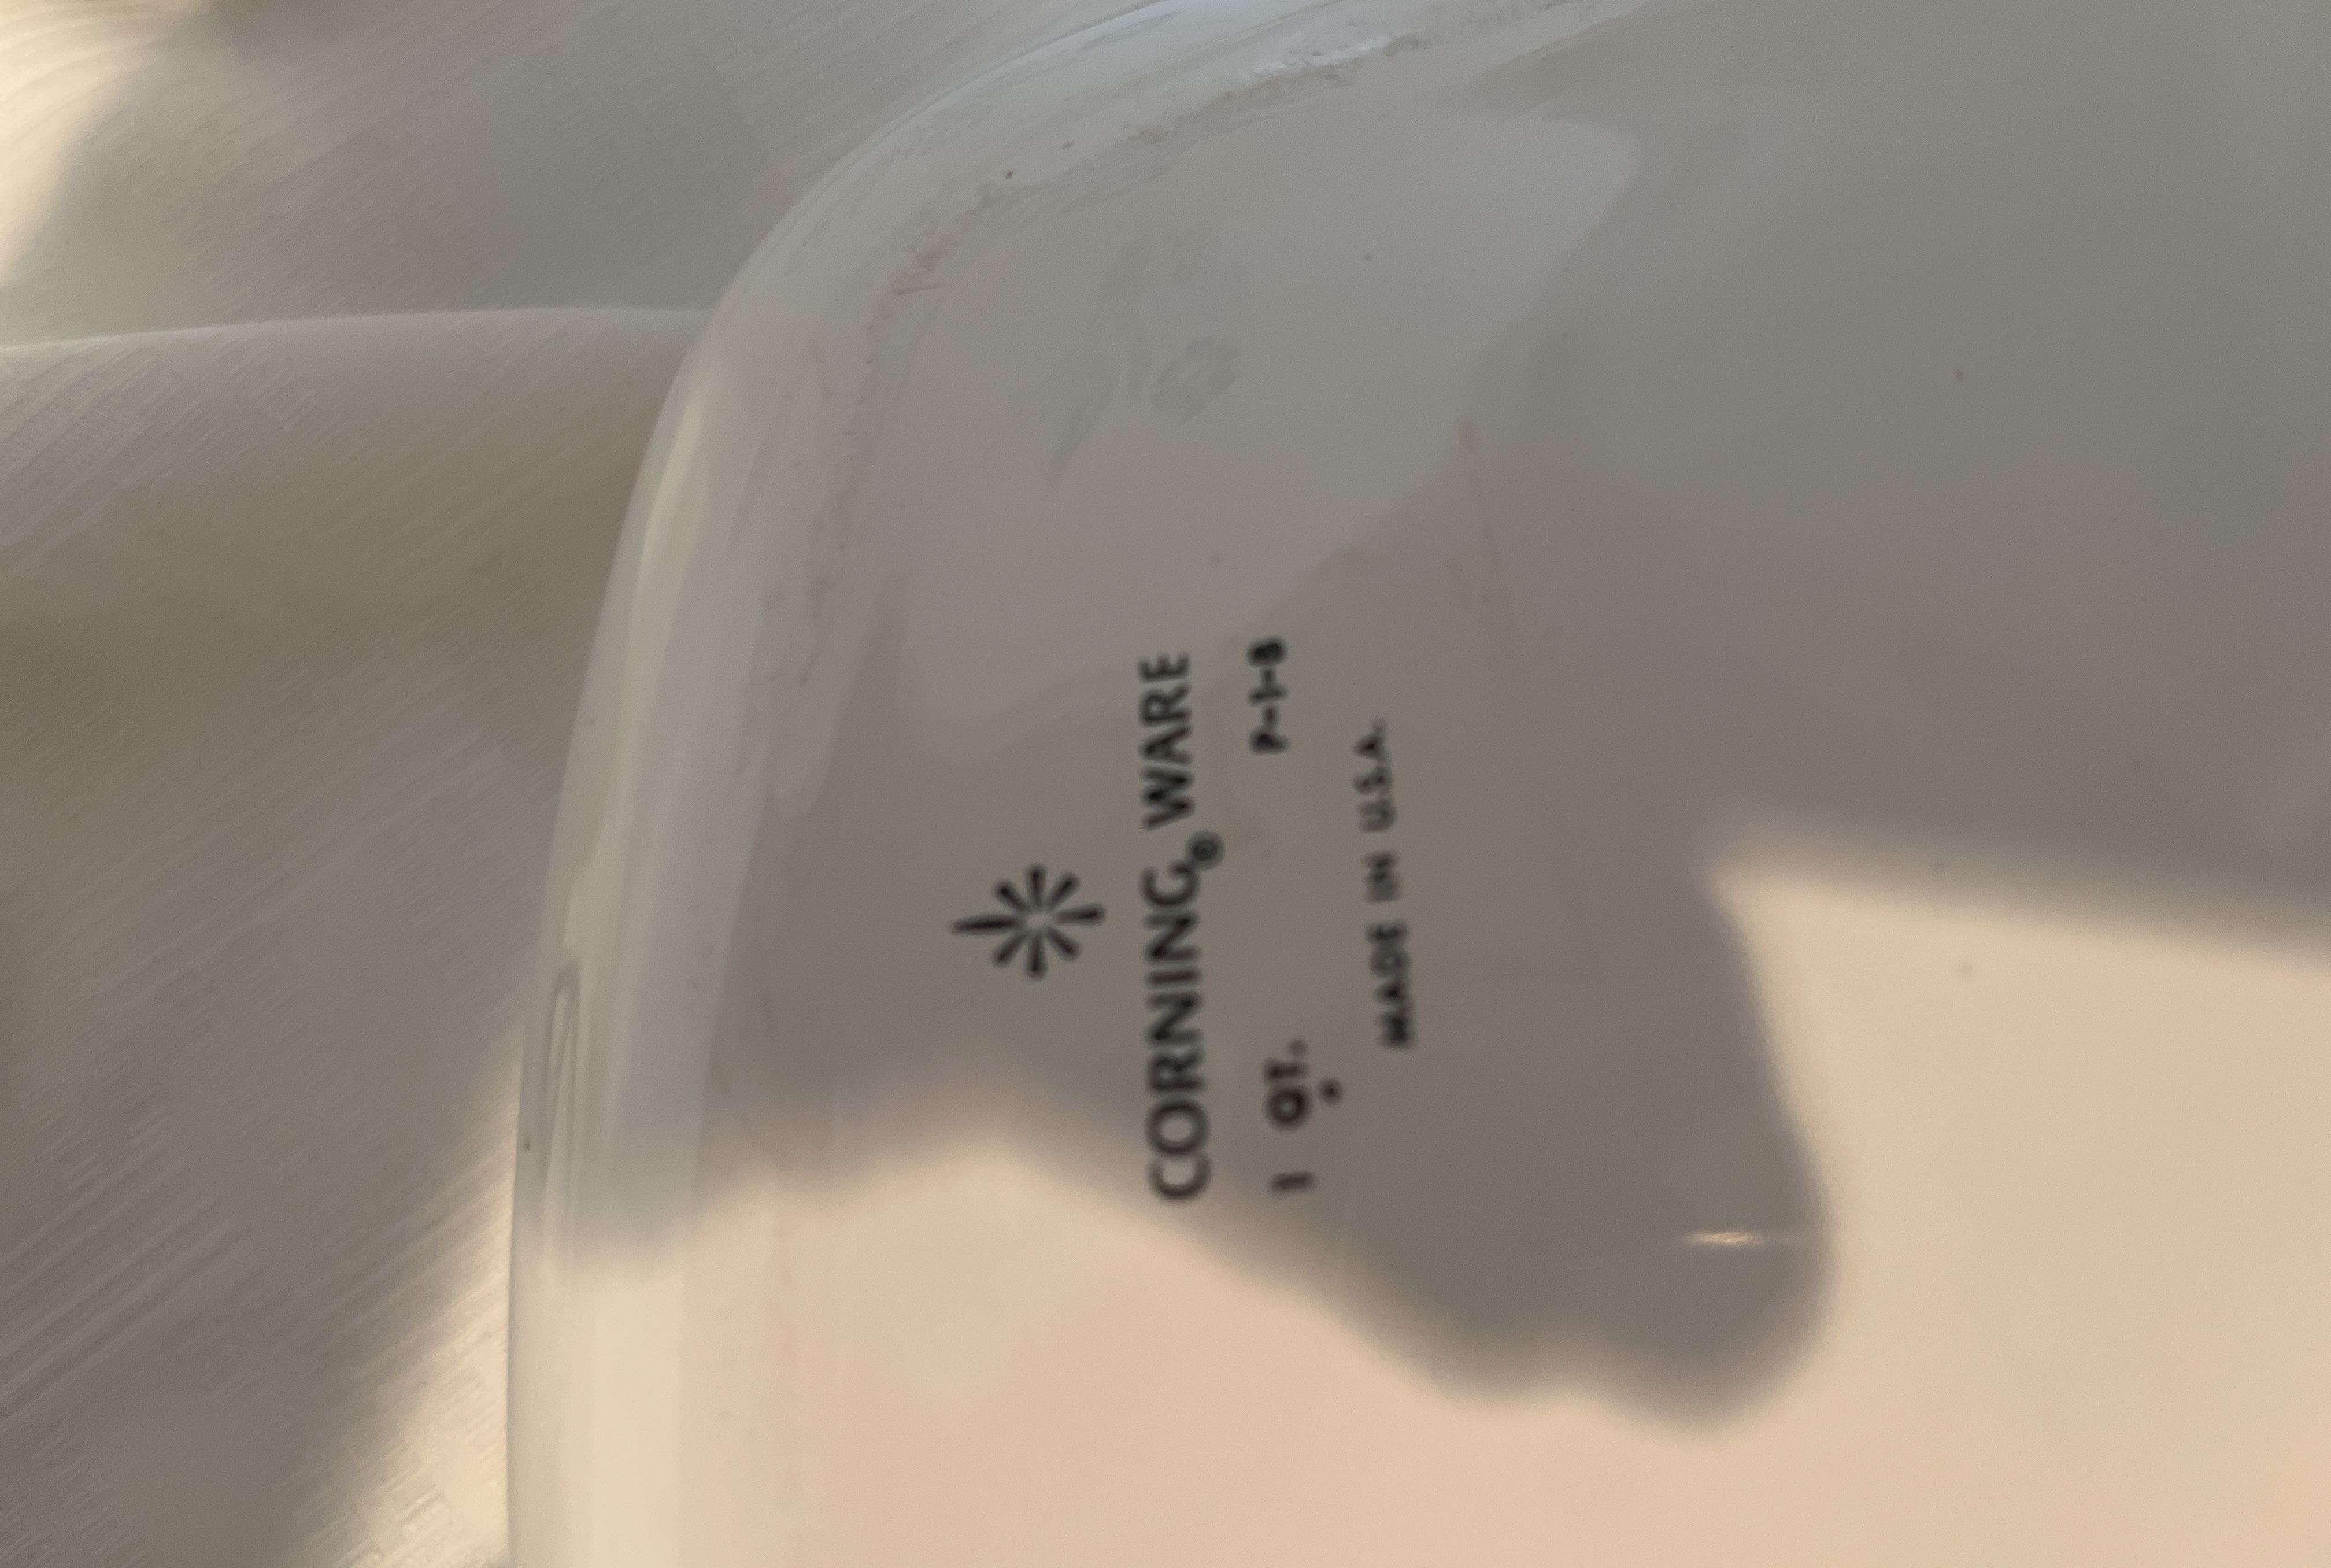 CORNING® WARE
1 QT. P-1-B
MADE IN U.S.A.